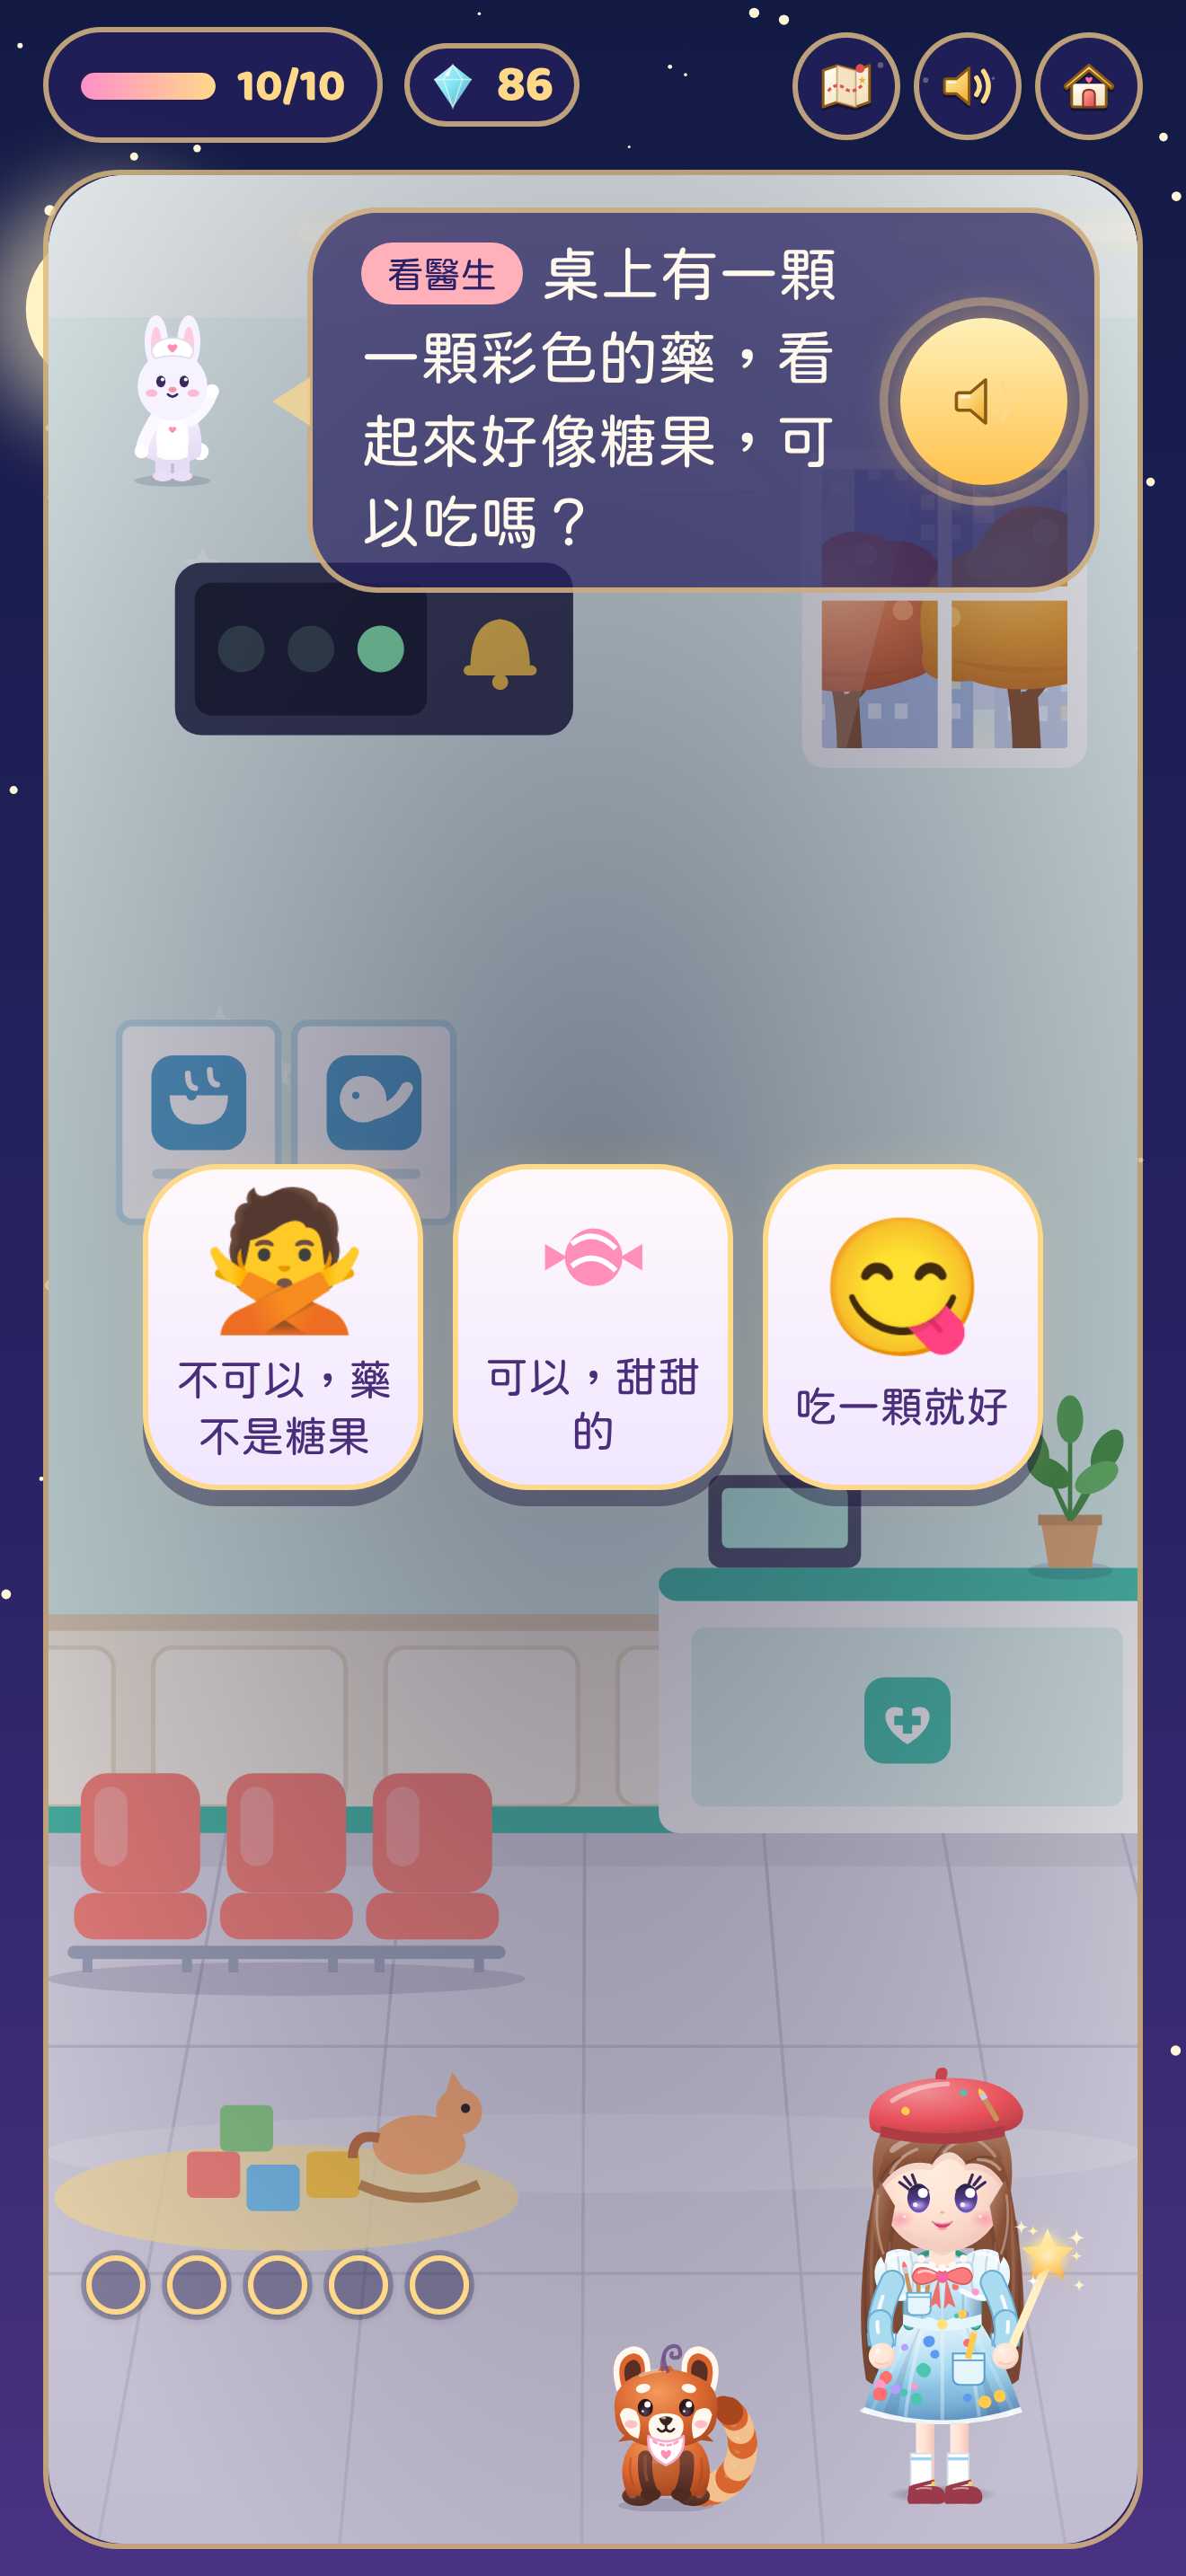 10/10
86
看醫生 桌上有一顆
一顆彩色的藥，看
起來好像糖果，可
以吃嗎？
不可以，藥
不是糖果
可以，甜甜
的
吃一顆就好